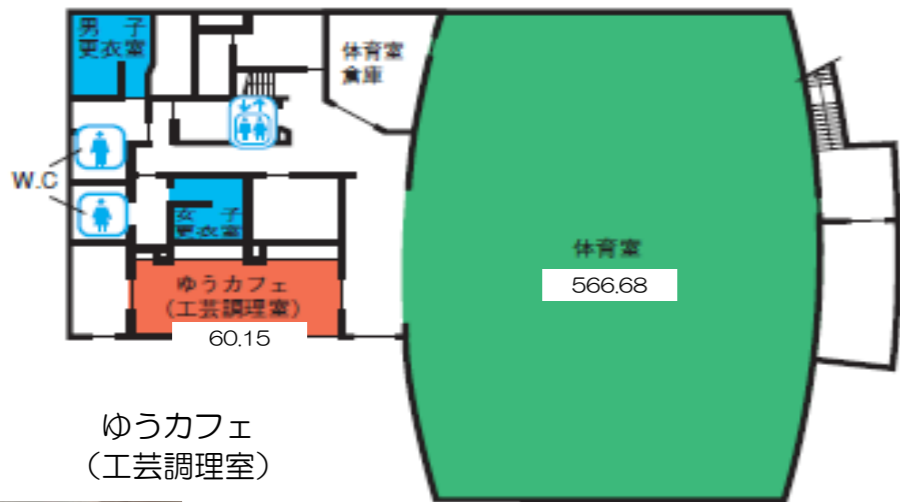 男 子
更衣室
体育室
倉庫
W.C
女 子
更衣室
体育室
566.68
ゆうカフェ
（工芸調理室）
60.15
ゆうカフェ
（工芸調理室）